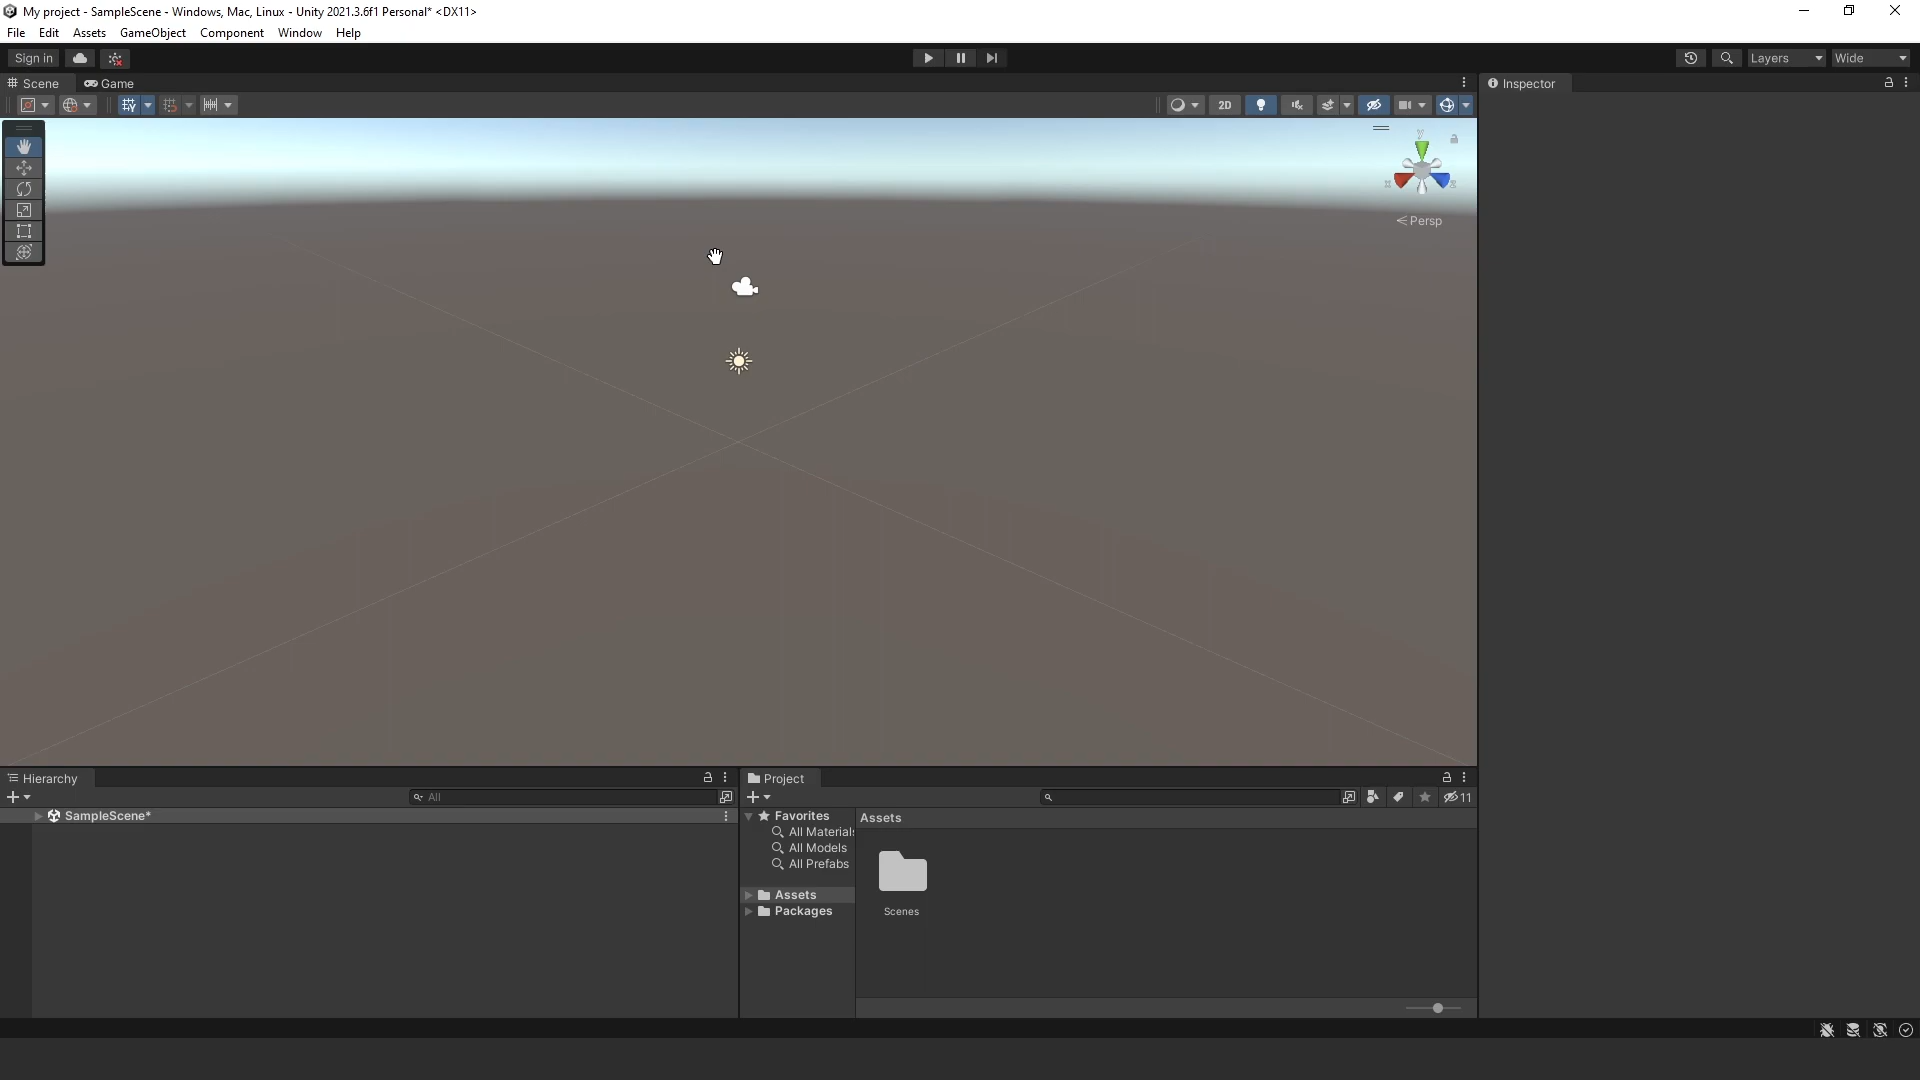 My project - SampleScene - Windows, Mac, Linux - Unity 2021.3.6f1 Personal* <DX11>
File Edit Assets GameObject Component Window Help
Sign in
Layers
Wide
Scene
Game
Inspector
2D
y
x
z
Persp
Hierarchy
All
SampleScene*
Project
11
Favorites
All Materials
All Models
All Prefabs
Assets
Packages
Assets
Scenes